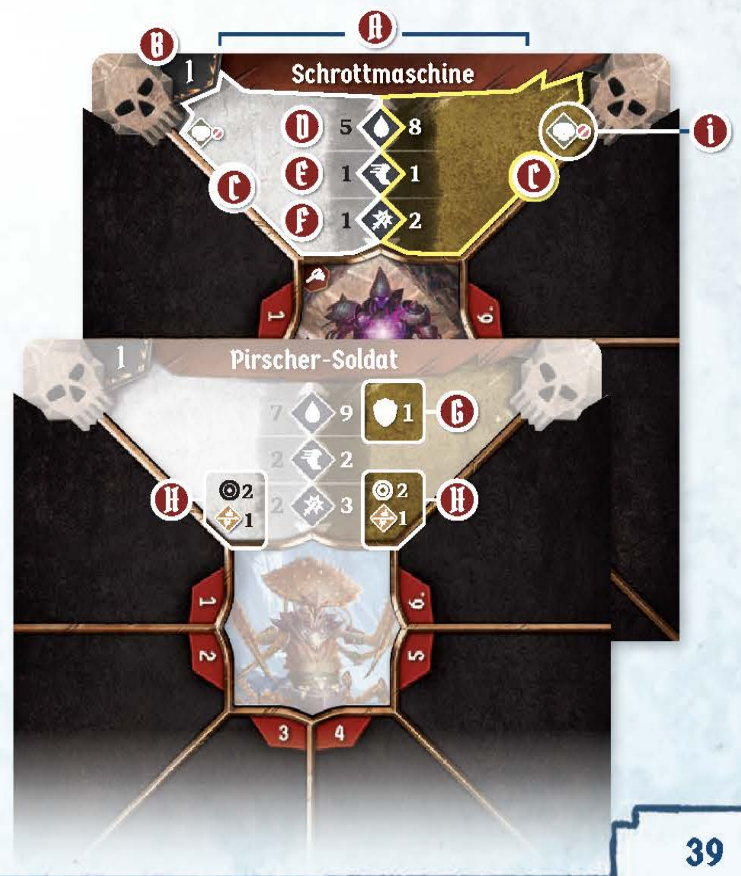 A
B
1
Schrottmaschine
D 5 8
i
C E 1 1 C
F 1 2
1 6.
1
Pirscher-Soldat
7 9 1 G
2 2
H 2 2 3 2 H
1 1
1 6.
2 5
3 4
39